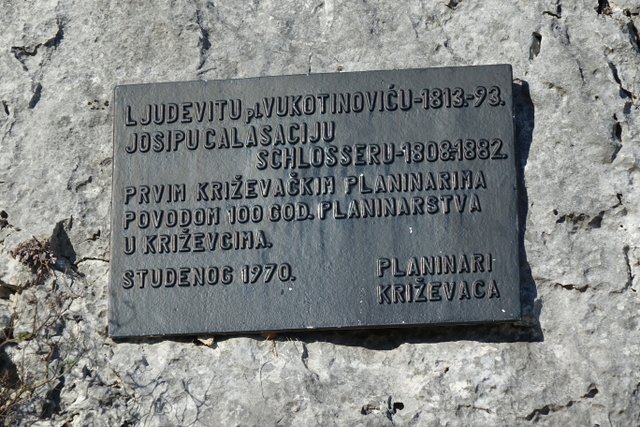 LJUDEVITU pl. VUKOTINOVIĆU-1813.-93.
JOSIPU CALASACIJU
SCHLOSSERU-1808-1882.
PRVIM KRIŽEVAČKIM PLANINARIMA
POVODOM 100 GOD. PLANINARSTVA
U KRIŽEVCIMA.
STUDENOG 1970.
PLANINARI
KRIŽEVACA